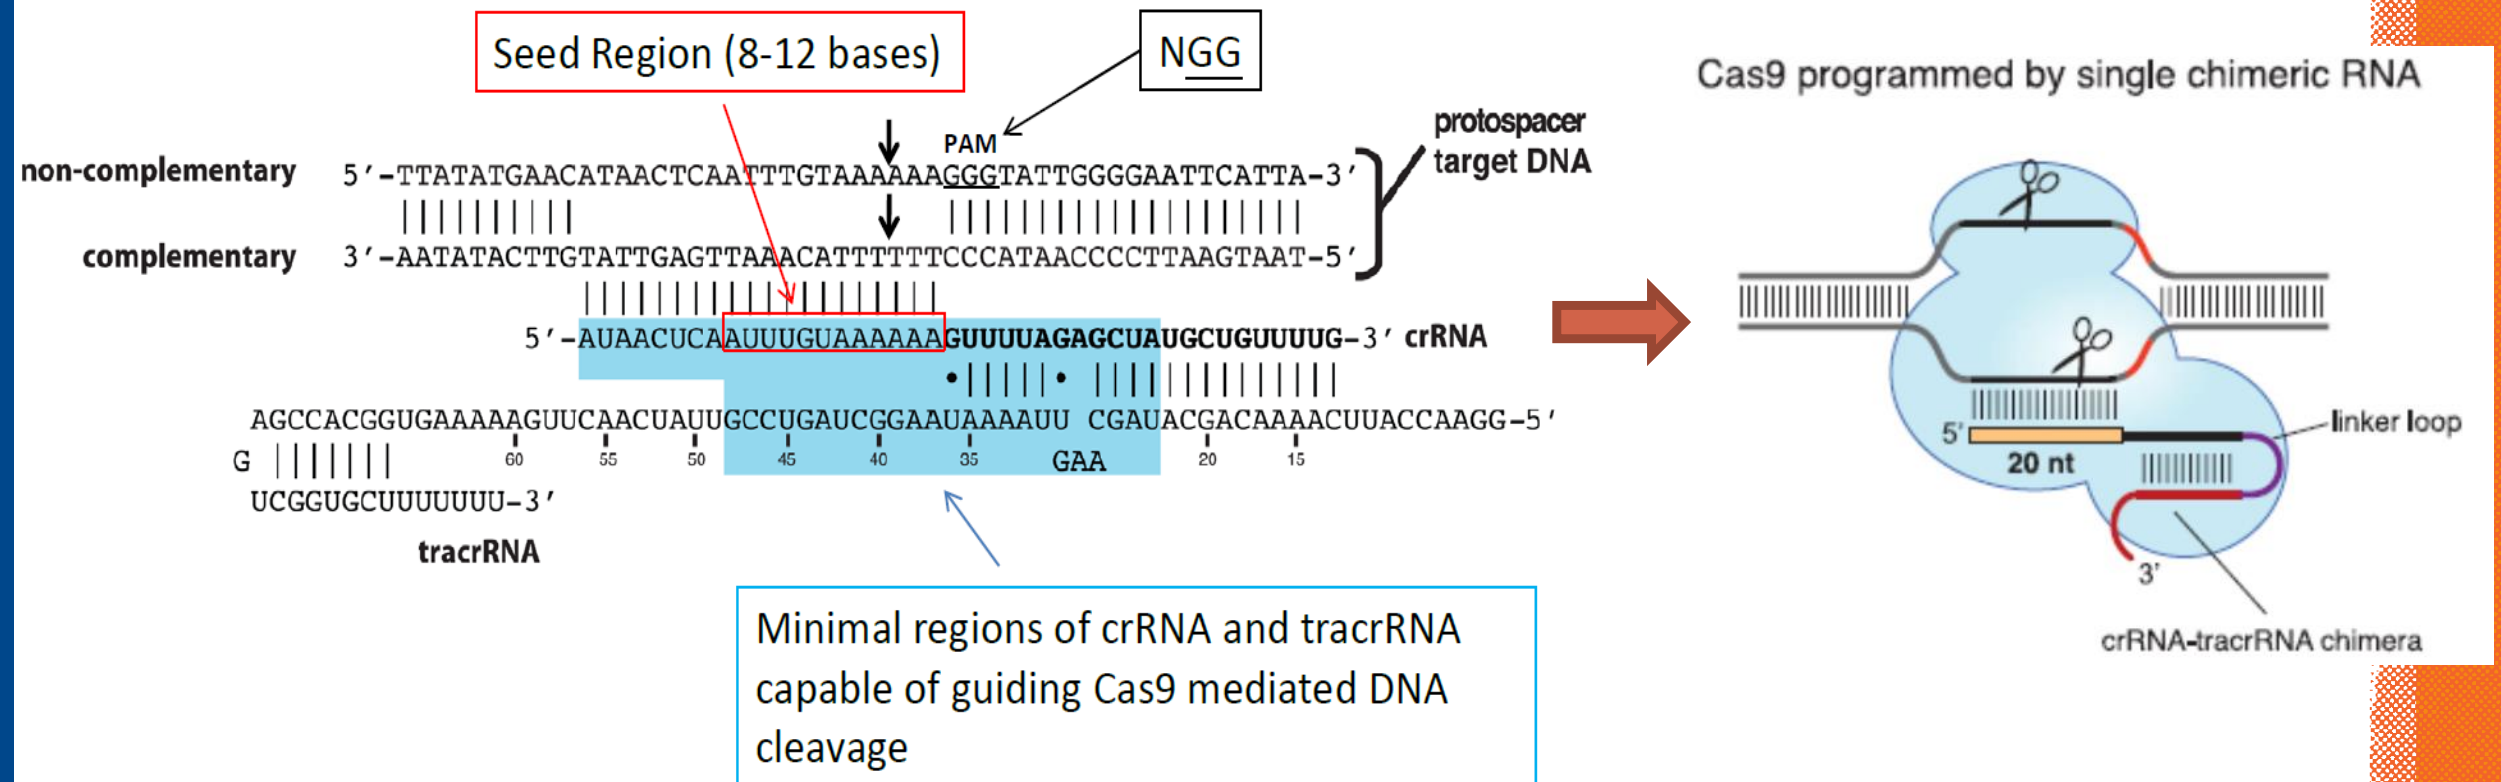 Seed Region (8-12 bases)
NGG
PAM
non-complementary 5′-TTATATGAACATAACTCAATTTGTAAAAAAGGGTATTGGGGAATTCATTA-3′
protospacer
target DNA
complementary 3′-AATATACTTGTATTGAGTTAAACATTTTTTCCCATAACCCCTTAAGTAAT-5′
5′-AUAACUCAAUUUGUAAAAAAGUUUUAGAGCUAUGCUGUUUUG-3′ crRNA
AGCCACGGUGAAAAAGUUCAACUAUUGCCUGAUCGGAAUAAAAUU CGAUACGACAAAACUUACCAAGG-5′
G 60 55 50 45 40 35 GAA 20 15
UCGGUGCUUUUUUU-3′
tracrRNA
Minimal regions of crRNA and tracrRNA
capable of guiding Cas9 mediated DNA
cleavage
Cas9 programmed by single chimeric RNA
linker loop
5'
20 nt
3'
crRNA-tracrRNA chimera